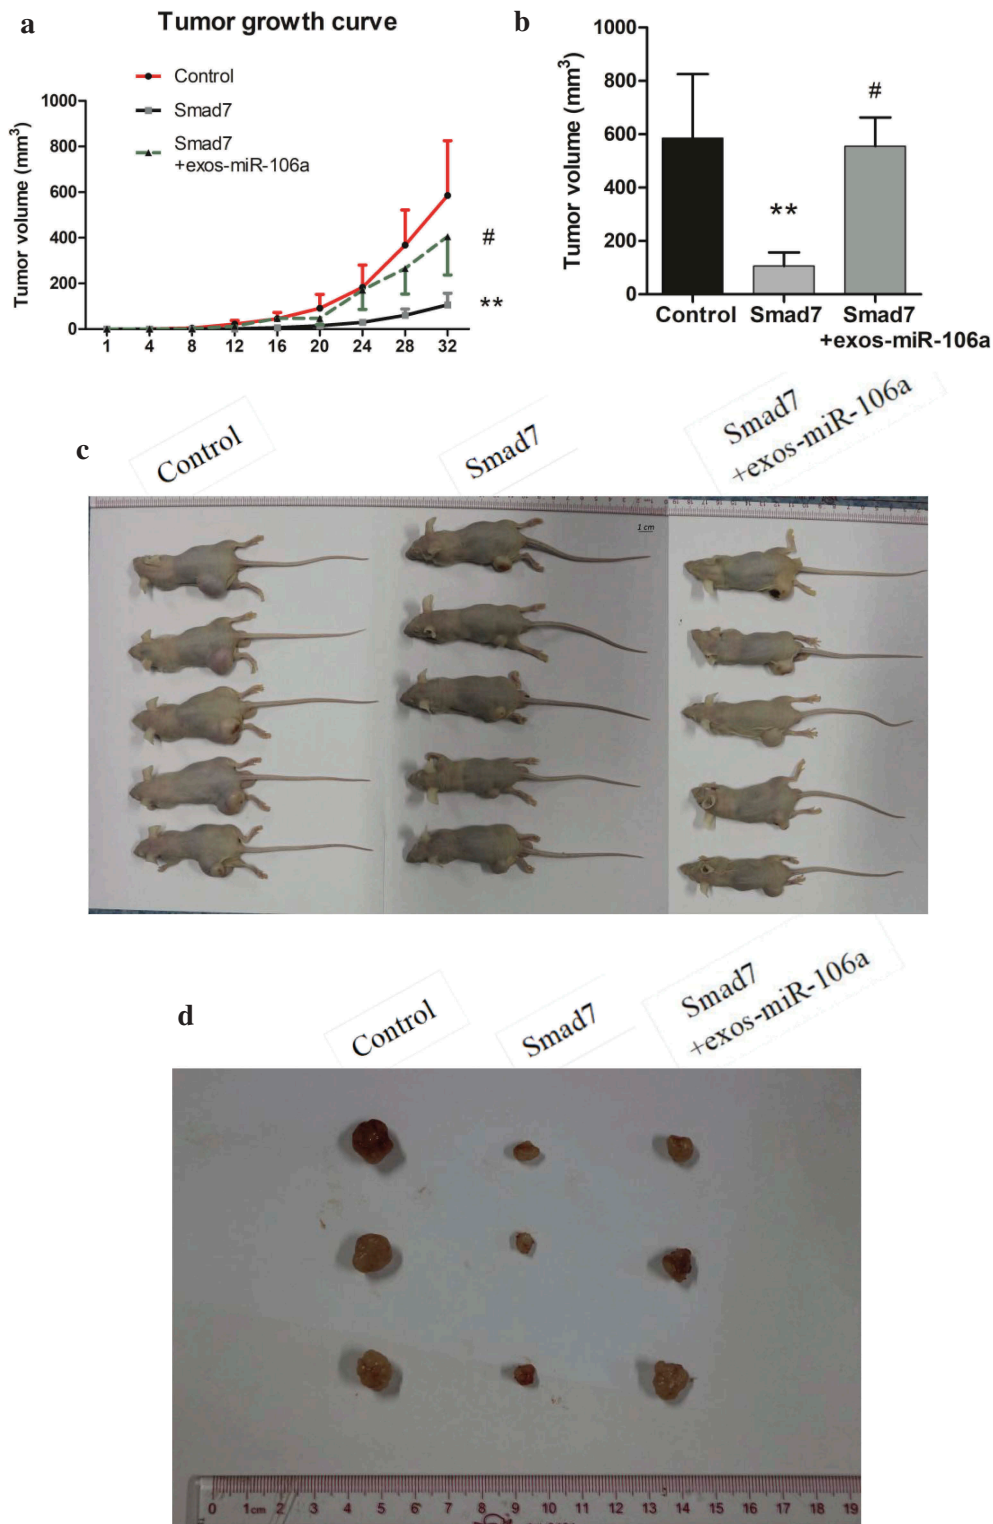 a
Tumor growth curve
Control
Smad7
Smad7
+exos-miR-106a
Tumor volume (mm³)
1000
800
600
400
200
0
1 4 8 12 16 20 24 28 32
#
**
b
Tumor volume (mm³)
1000
800
600
400
200
0
**
#
Control Smad7 Smad7
+exos-miR-106a
c
Control
Smad7
Smad7
+exos-miR-106a
1 cm
d
Control
Smad7
Smad7
+exos-miR-106a
0 1cm 2 3 4 5 6 7 8 9 10 11 12 13 14 15 16 17 18 19